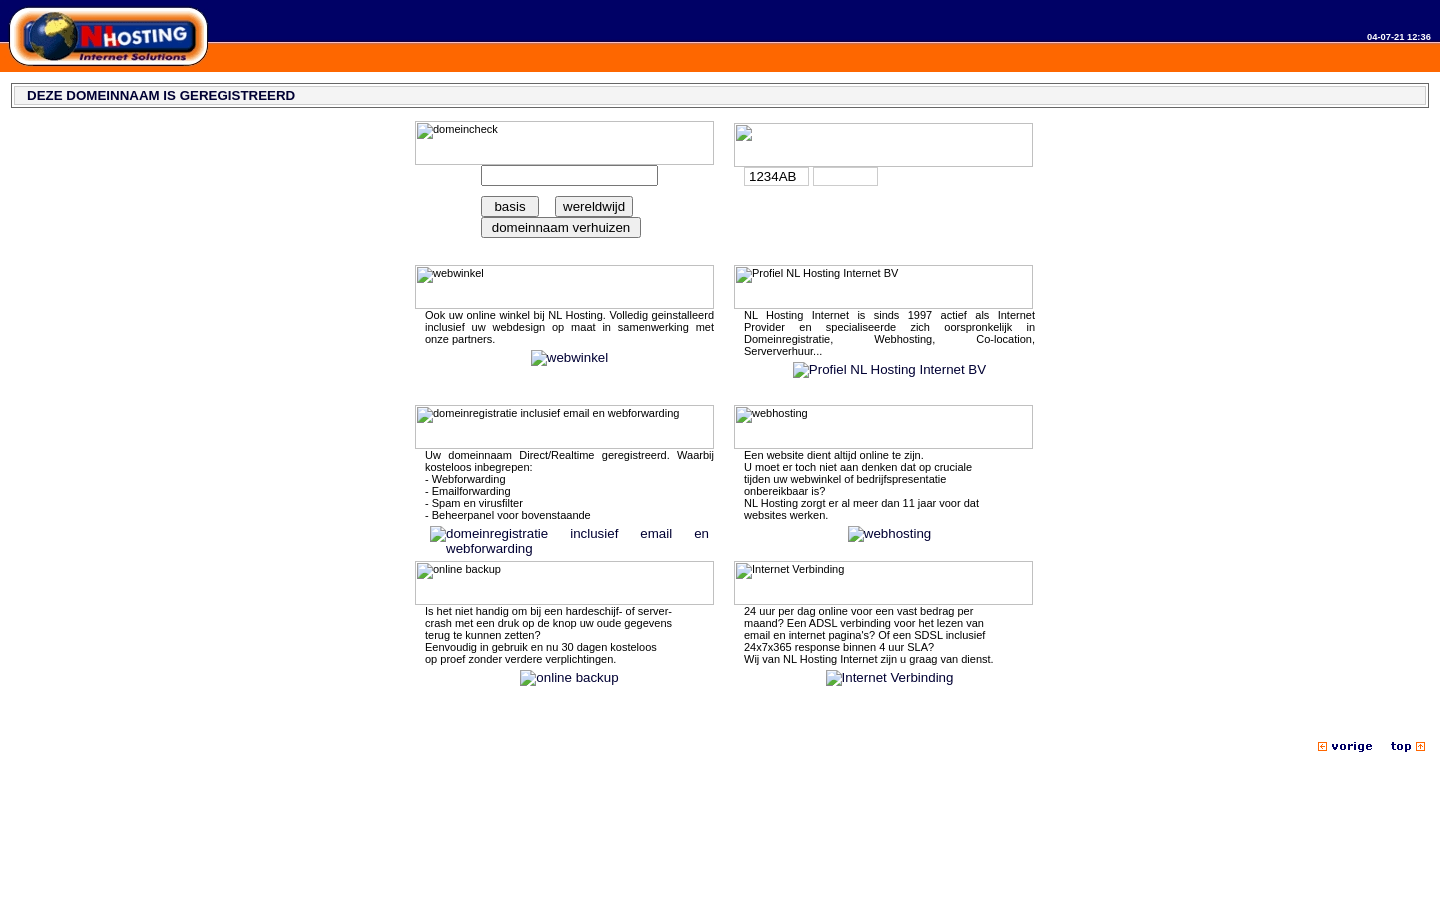 NL HOSTING
Internet Solutions
04-07-21 12:36
DEZE DOMEINNAAM IS GEREGISTREERD
domeincheck
basis
wereldwijd
domeinnaam verhuizen
1234AB
webwinkel
Ook uw online winkel bij NL Hosting. Volledig geinstalleerd
inclusief uw webdesign op maat in samenwerking met
onze partners.
webwinkel
Profiel NL Hosting Internet BV
NL Hosting Internet is sinds 1997 actief als Internet
Provider en specialiseerde zich oorspronkelijk in
Domeinregistratie, Webhosting, Co-location,
Serververhuur...
Profiel NL Hosting Internet BV
domeinregistratie inclusief email en webforwarding
Uw domeinnaam Direct/Realtime geregistreerd. Waarbij
kosteloos inbegrepen:
- Webforwarding
- Emailforwarding
- Spam en virusfilter
- Beheerpanel voor bovenstaande
domeinregistratie inclusief email en
webforwarding
webhosting
Een website dient altijd online te zijn.
U moet er toch niet aan denken dat op cruciale
tijden uw webwinkel of bedrijfspresentatie
onbereikbaar is?
NL Hosting zorgt er al meer dan 11 jaar voor dat
websites werken.
webhosting
online backup
Is het niet handig om bij een hardeschijf- of server-
crash met een druk op de knop uw oude gegevens
terug te kunnen zetten?
Eenvoudig in gebruik en nu 30 dagen kosteloos
op proef zonder verdere verplichtingen.
online backup
Internet Verbinding
24 uur per dag online voor een vast bedrag per
maand? Een ADSL verbinding voor het lezen van
email en internet pagina's? Of een SDSL inclusief
24x7x365 response binnen 4 uur SLA?
Wij van NL Hosting Internet zijn u graag van dienst.
Internet Verbinding
vorige
top